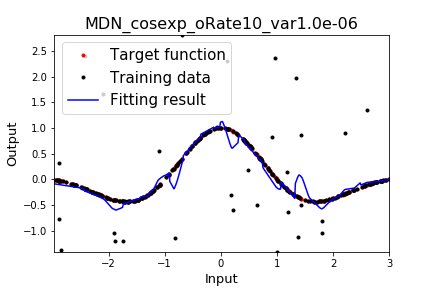 MDN_cosexp_oRate10_var1.0e-06
Target function
Training data
Fitting result
Output
2.5
2.0
1.5
1.0
0.5
0.0
−0.5
−1.0
−2
−1
0
1
2
3
Input